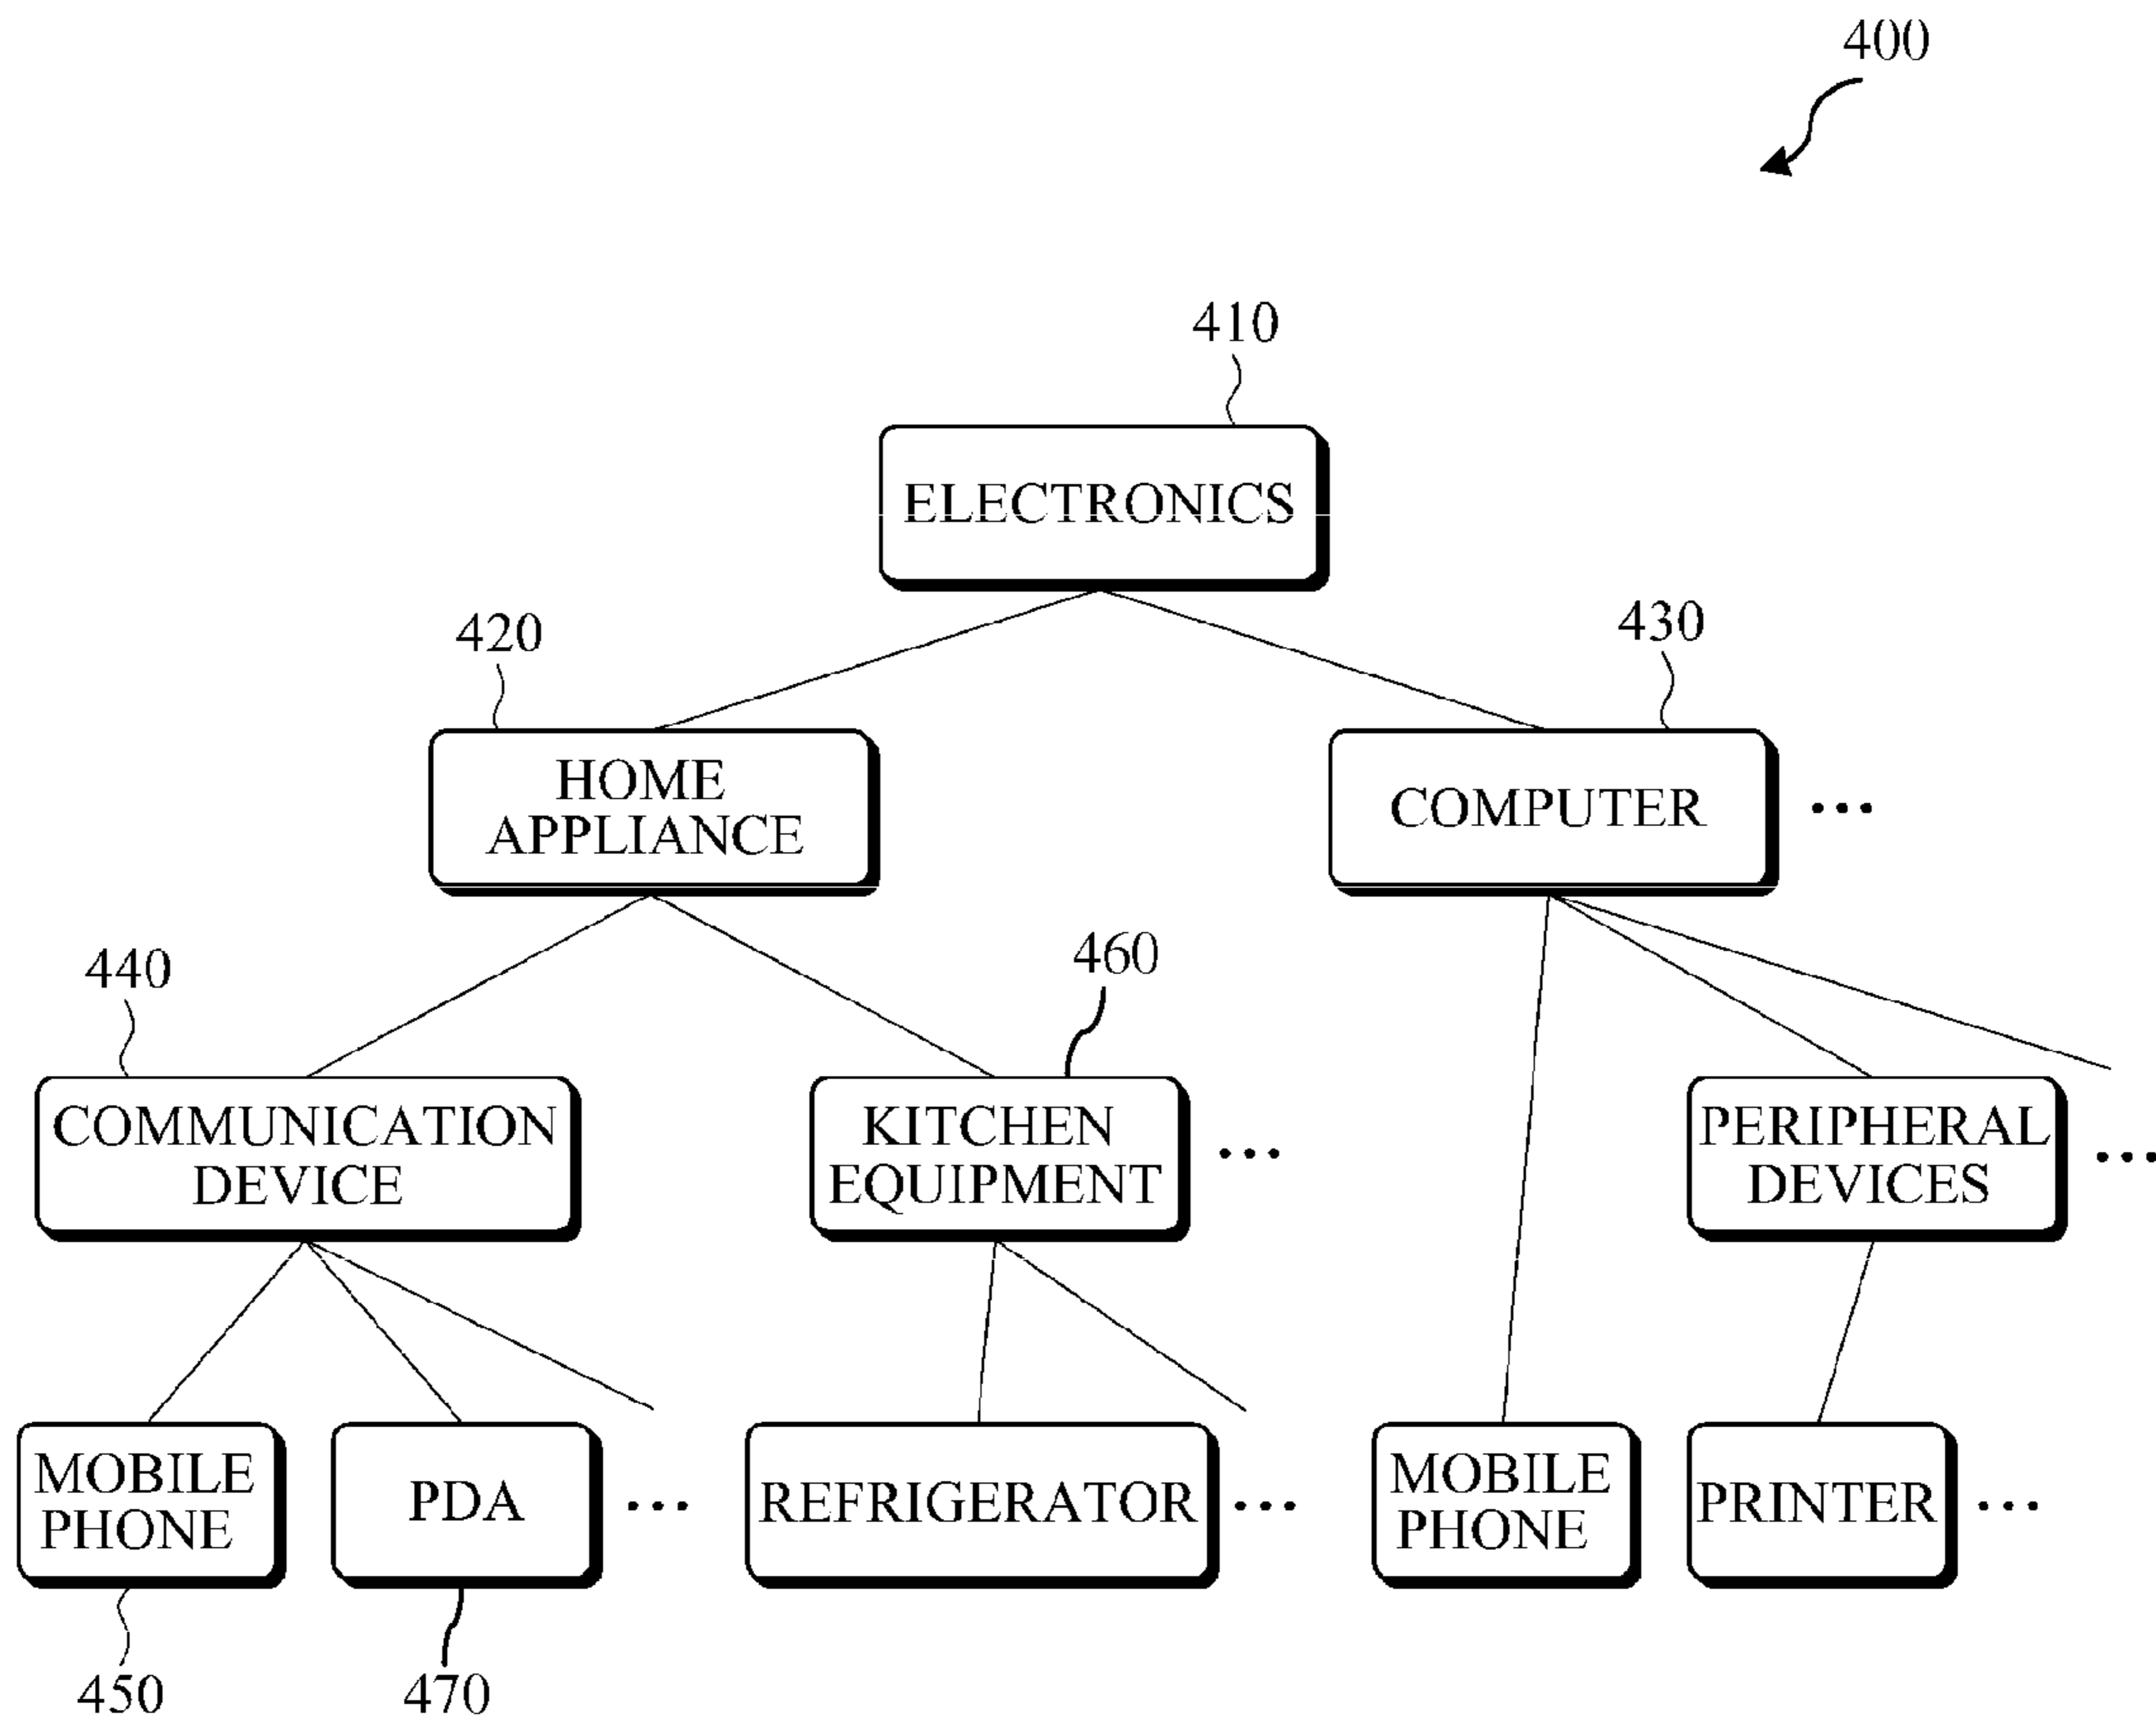 400
410
ELECTRONICS
420
430
HOME
APPLIANCE
COMPUTER
...
440
460
COMMUNICATION
DEVICE
KITCHEN
EQUIPMENT
...
PERIPHERAL
DEVICES
...
MOBILE
PHONE
PDA
...
REFRIGERATOR
...
MOBILE
PHONE
PRINTER
...
450
470